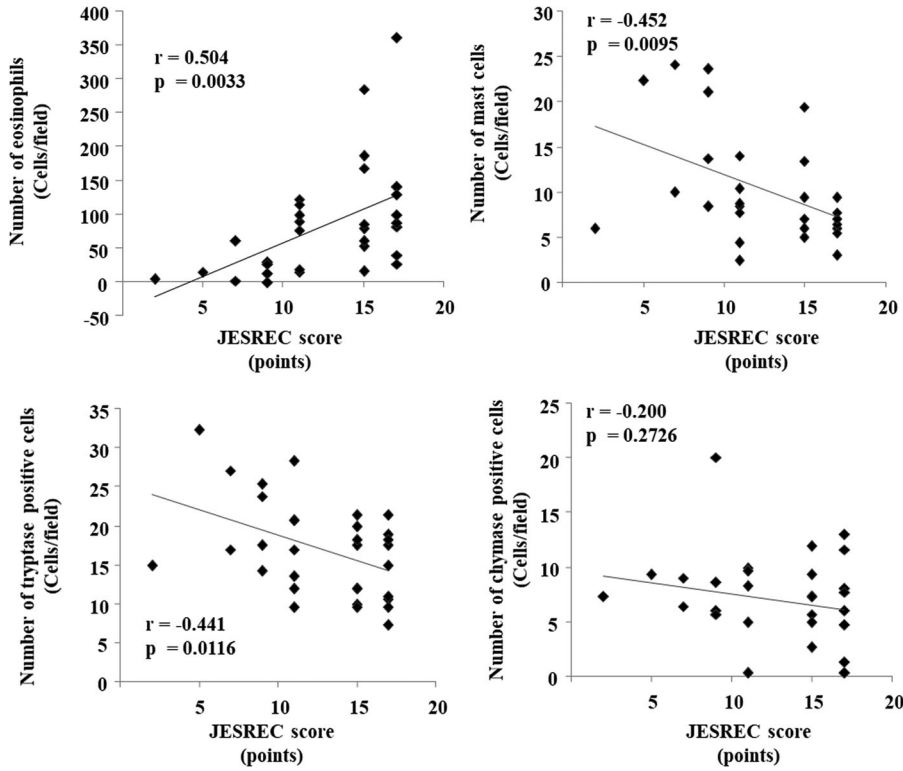 400
350
300
250
200
150
100
50
0
-50
r = 0.504
p = 0.0033
Number of eosinophils
(Cells/field)
5
10
15
20
JESREC score
(points)
30
25
20
15
10
5
0
r = -0.452
p = 0.0095
Number of mast cells
(Cells/field)
5
10
15
20
JESREC score
(points)
35
30
25
20
15
10
5
0
r = -0.441
p = 0.0116
Number of tryptase positive cells
(Cells/field)
5
10
15
20
JESREC score
(points)
25
20
15
10
5
0
r = -0.200
p = 0.2726
Number of chymase positive cells
(Cells/field)
5
10
15
20
JESREC score
(points)